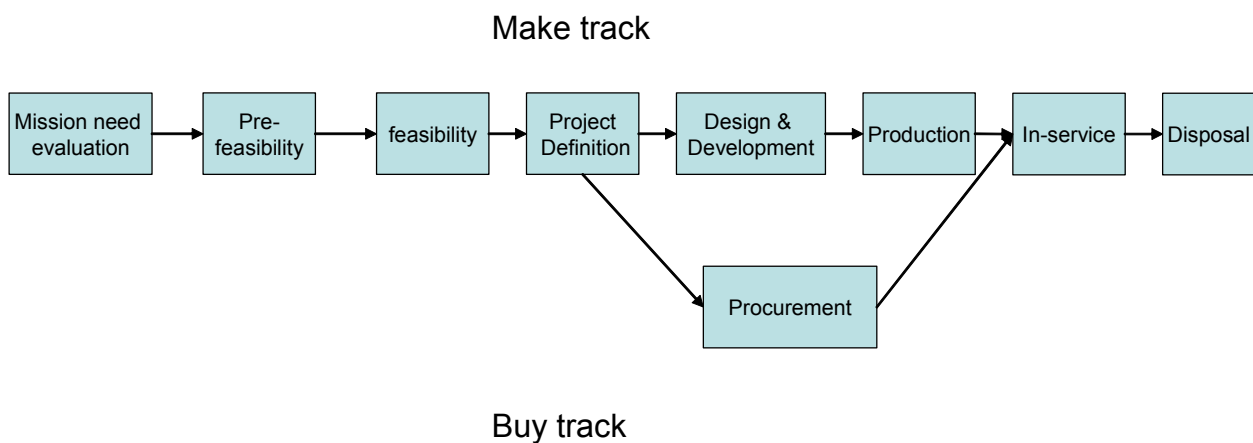 Make track
Mission need
evaluation
Pre-
feasibility
feasibility
Project
Definition
Design &
Development
Production
In-service
Disposal
Procurement
Buy track